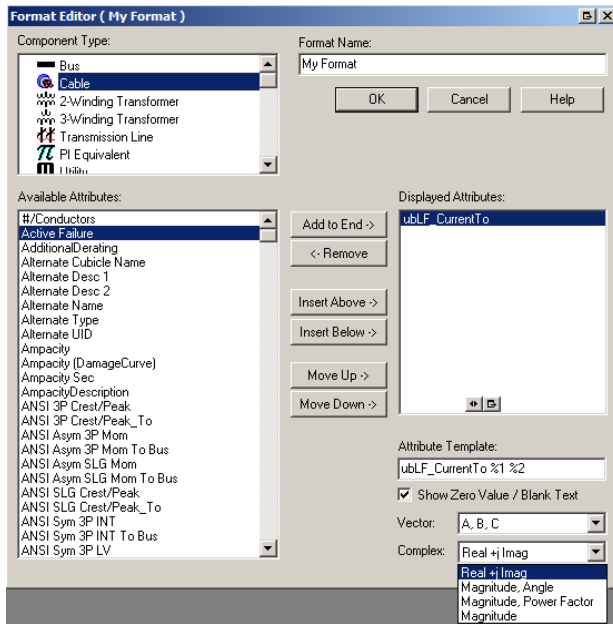 Format Editor ( My Format )
Component Type:
Bus
Cable
2-Winding Transformer
3-Winding Transformer
Transmission Line
PI Equivalent
Utility
Format Name:
My Format
OK
Cancel
Help
Available Attributes:
#/Conductors
Active Failure
AdditionalDerating
Alternate Cubicle Name
Alternate Desc 1
Alternate Desc 2
Alternate Name
Alternate Type
Alternate UID
Ampacity
Ampacity (DamageCurve)
Ampacity Sec
AmpacityDescription
ANSI 3P Crest/Peak
ANSI 3P Crest/Peak_To
ANSI Asym 3P Mom
ANSI Asym 3P Mom To Bus
ANSI Asym SLG Mom
ANSI Asym SLG Mom To Bus
ANSI SLG Crest/Peak
ANSI SLG Crest/Peak_To
ANSI Sym 3P INT
ANSI Sym 3P INT To Bus
ANSI Sym 3P LV
Add to End ->
<- Remove
Insert Above ->
Insert Below ->
Move Up ->
Move Down ->
Displayed Attributes:
ubLF_CurrentTo
Attribute Template:
ubLF_CurrentTo %1 %2
Show Zero Value / Blank Text
Vector: A, B, C
Complex: Real +j Imag
Real +j Imag
Magnitude, Angle
Magnitude, Power Factor
Magnitude